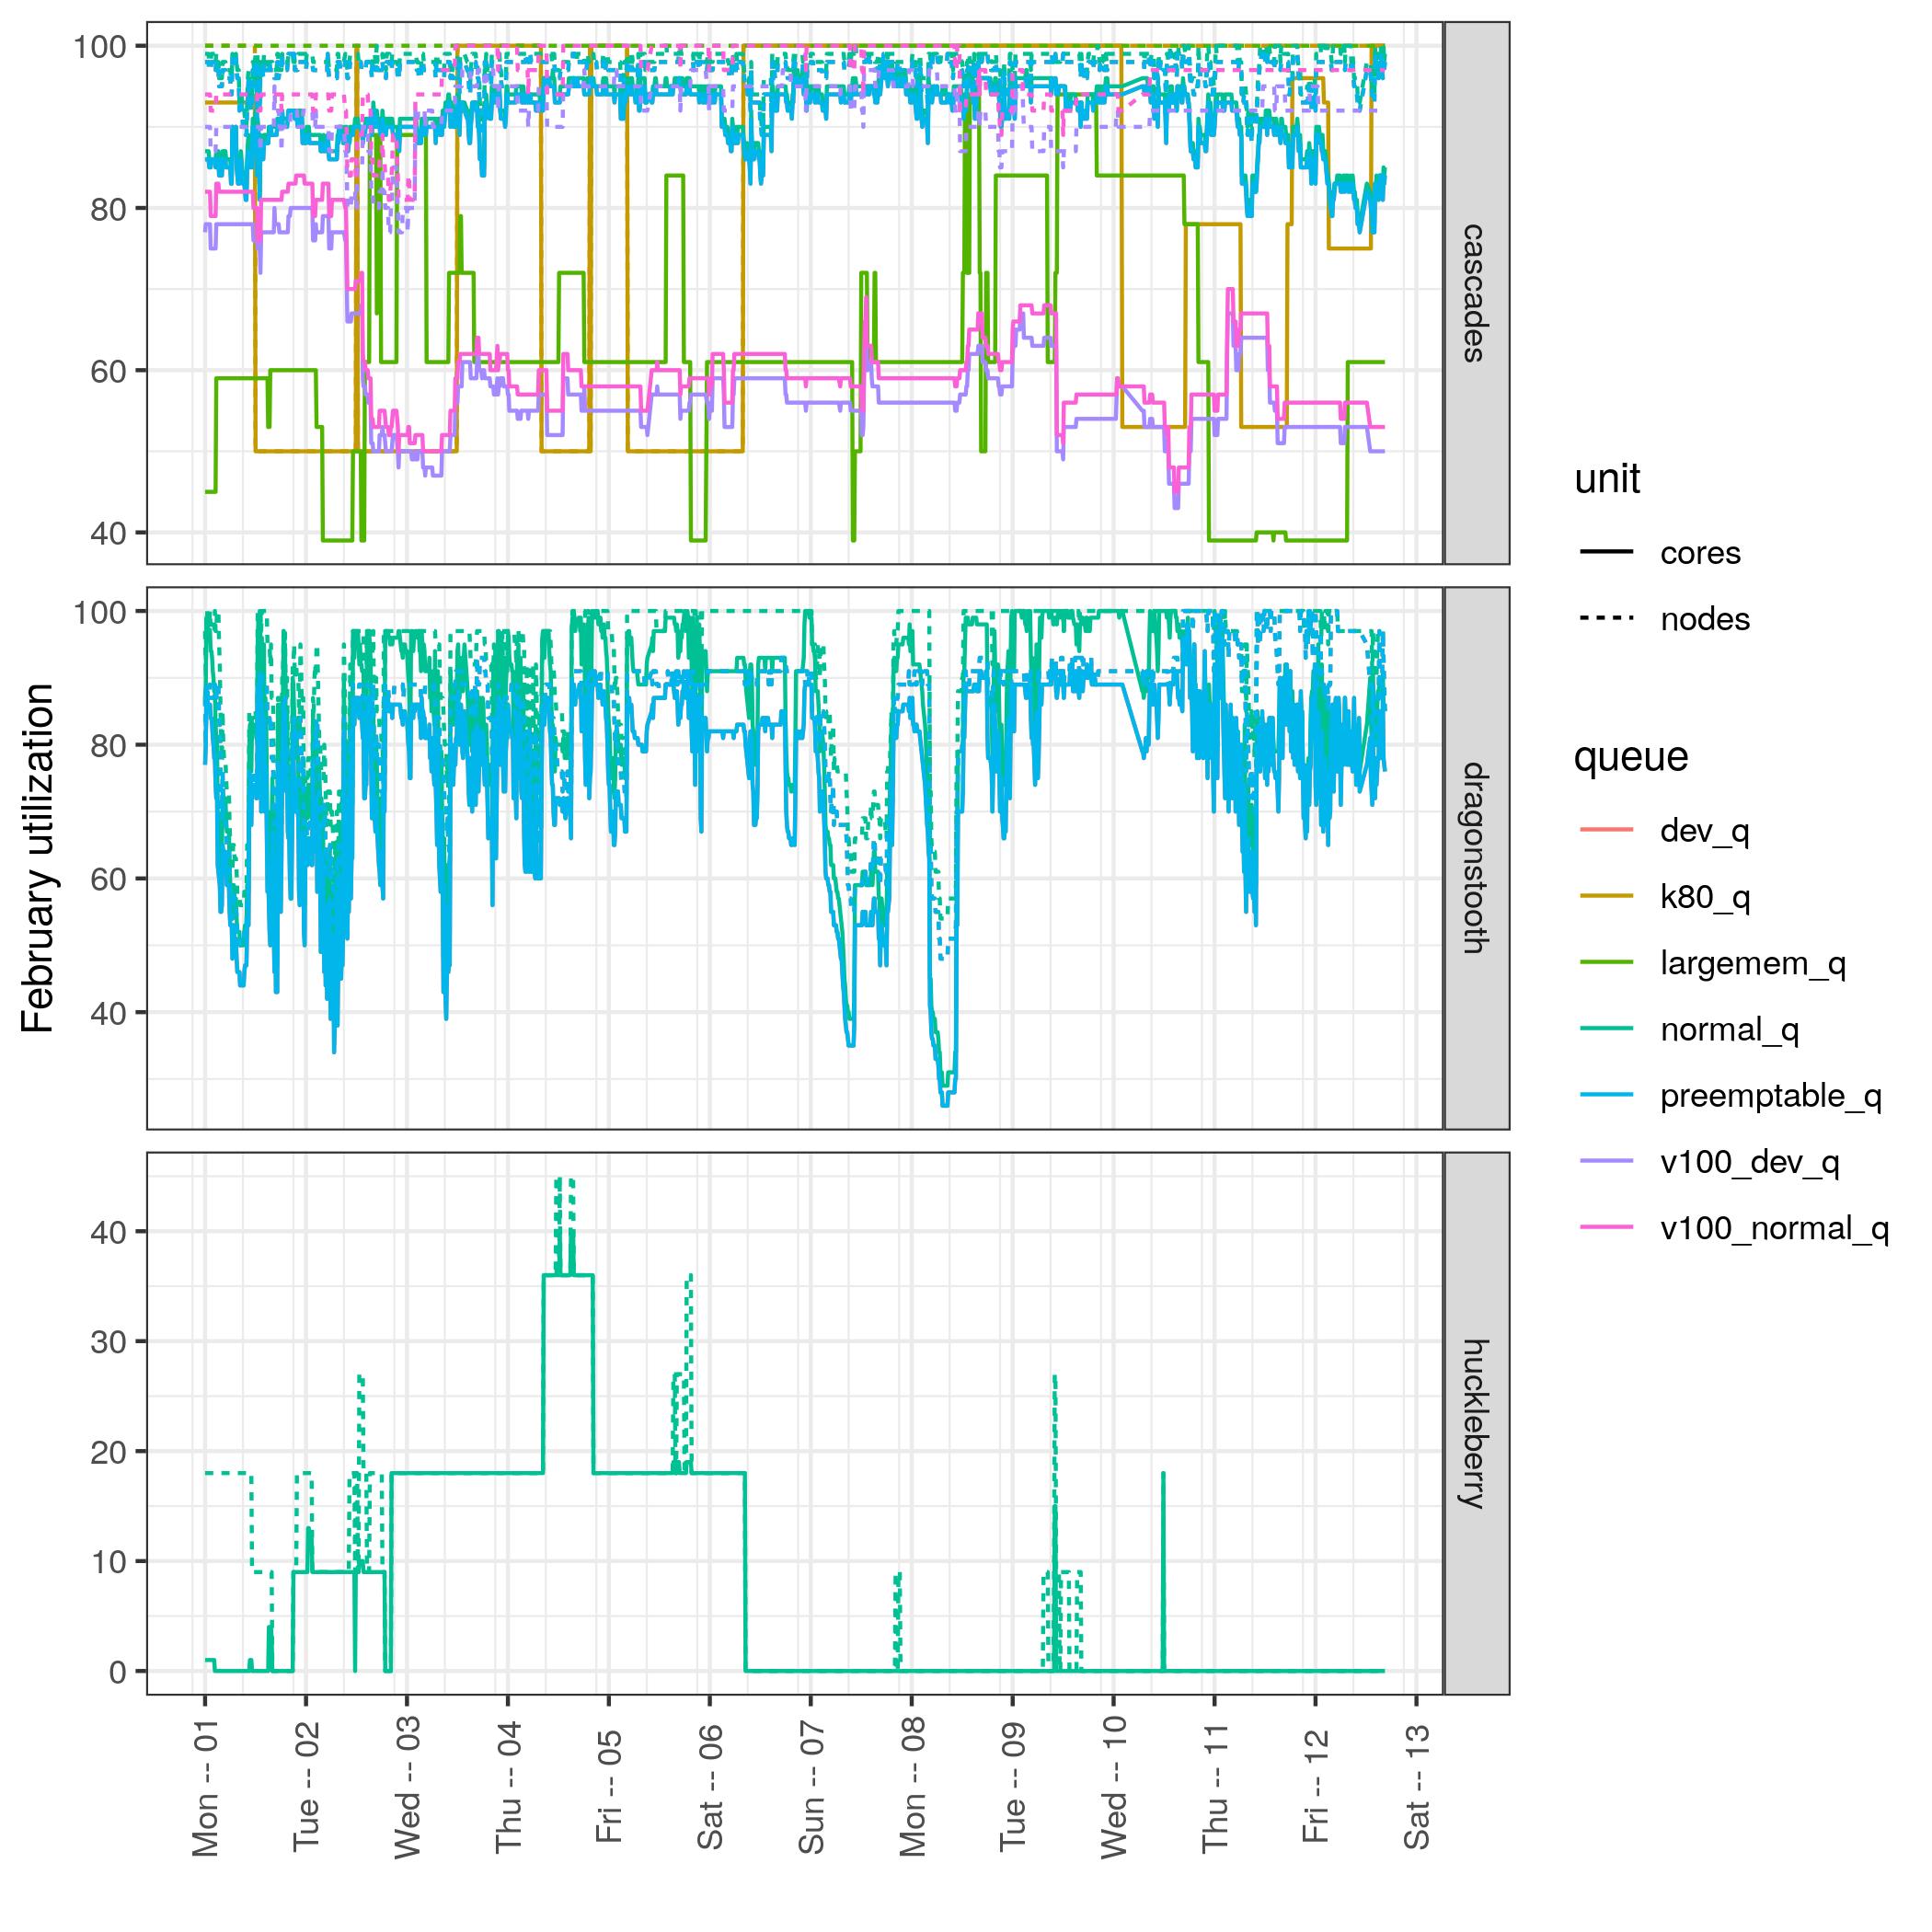 February utilization
100
80
60
40
cascades
100
80
60
40
dragonstooth
40
30
20
10
0
huckleberry
Mon -- 01
Tue -- 02
Wed -- 03
Thu -- 04
Fri -- 05
Sat -- 06
Sun -- 07
Mon -- 08
Tue -- 09
Wed -- 10
Thu -- 11
Fri -- 12
Sat -- 13
unit
cores
nodes
queue
dev_q
k80_q
largemem_q
normal_q
preemptable_q
v100_dev_q
v100_normal_q